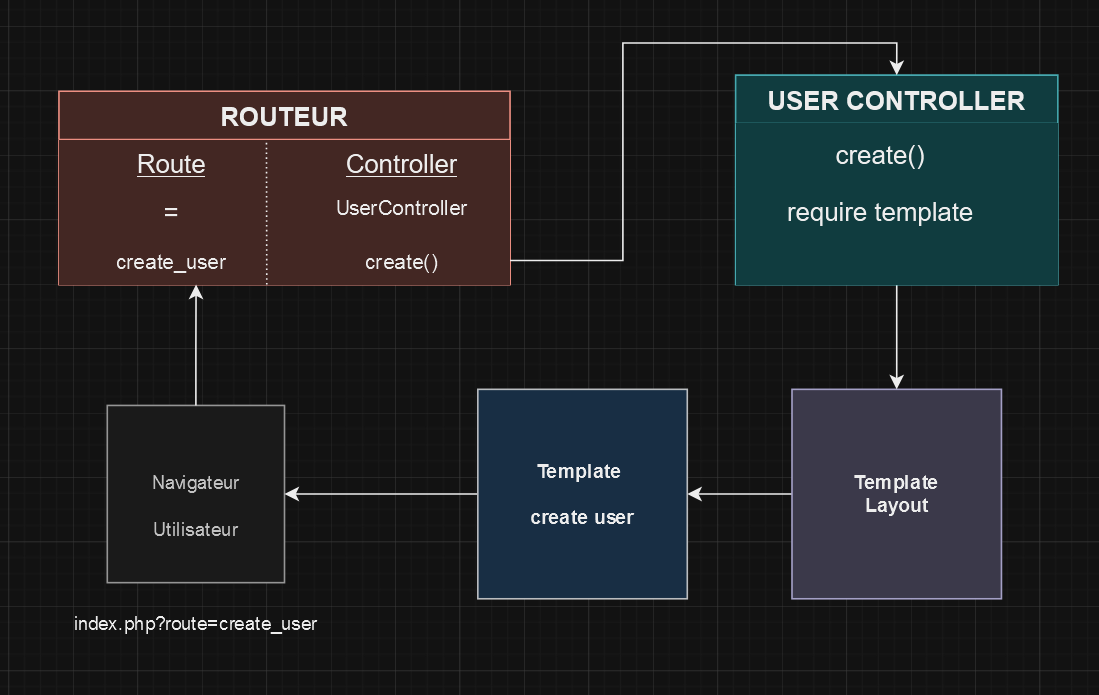 ROUTEUR
Route
Controller
=
UserController
create_user
create()
USER CONTROLLER
create()
require template
Navigateur
Utilisateur
index.php?route=create_user
Template
create user
Template
Layout